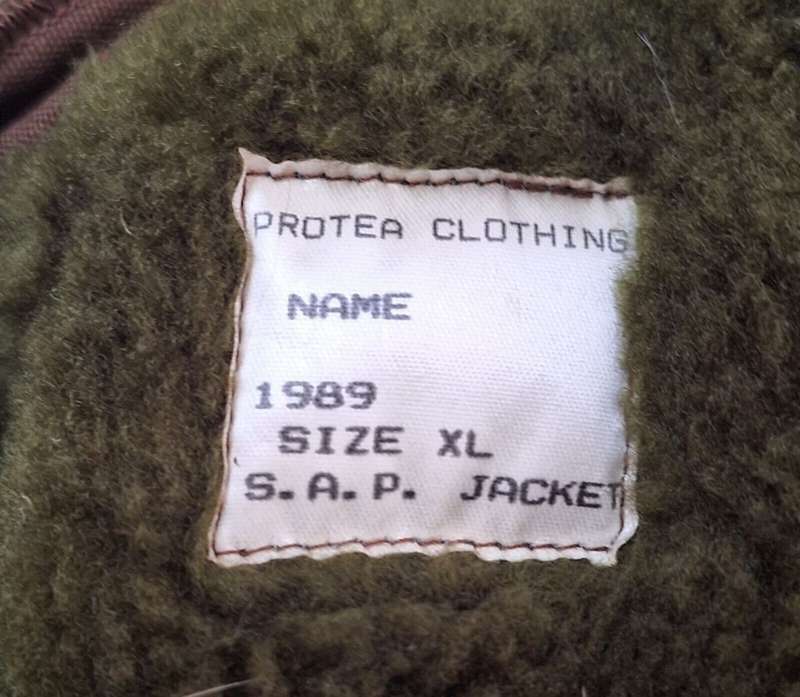 PROTEA CLOTHING
NAME
1989
SIZE XL
S.A.P. JACKET